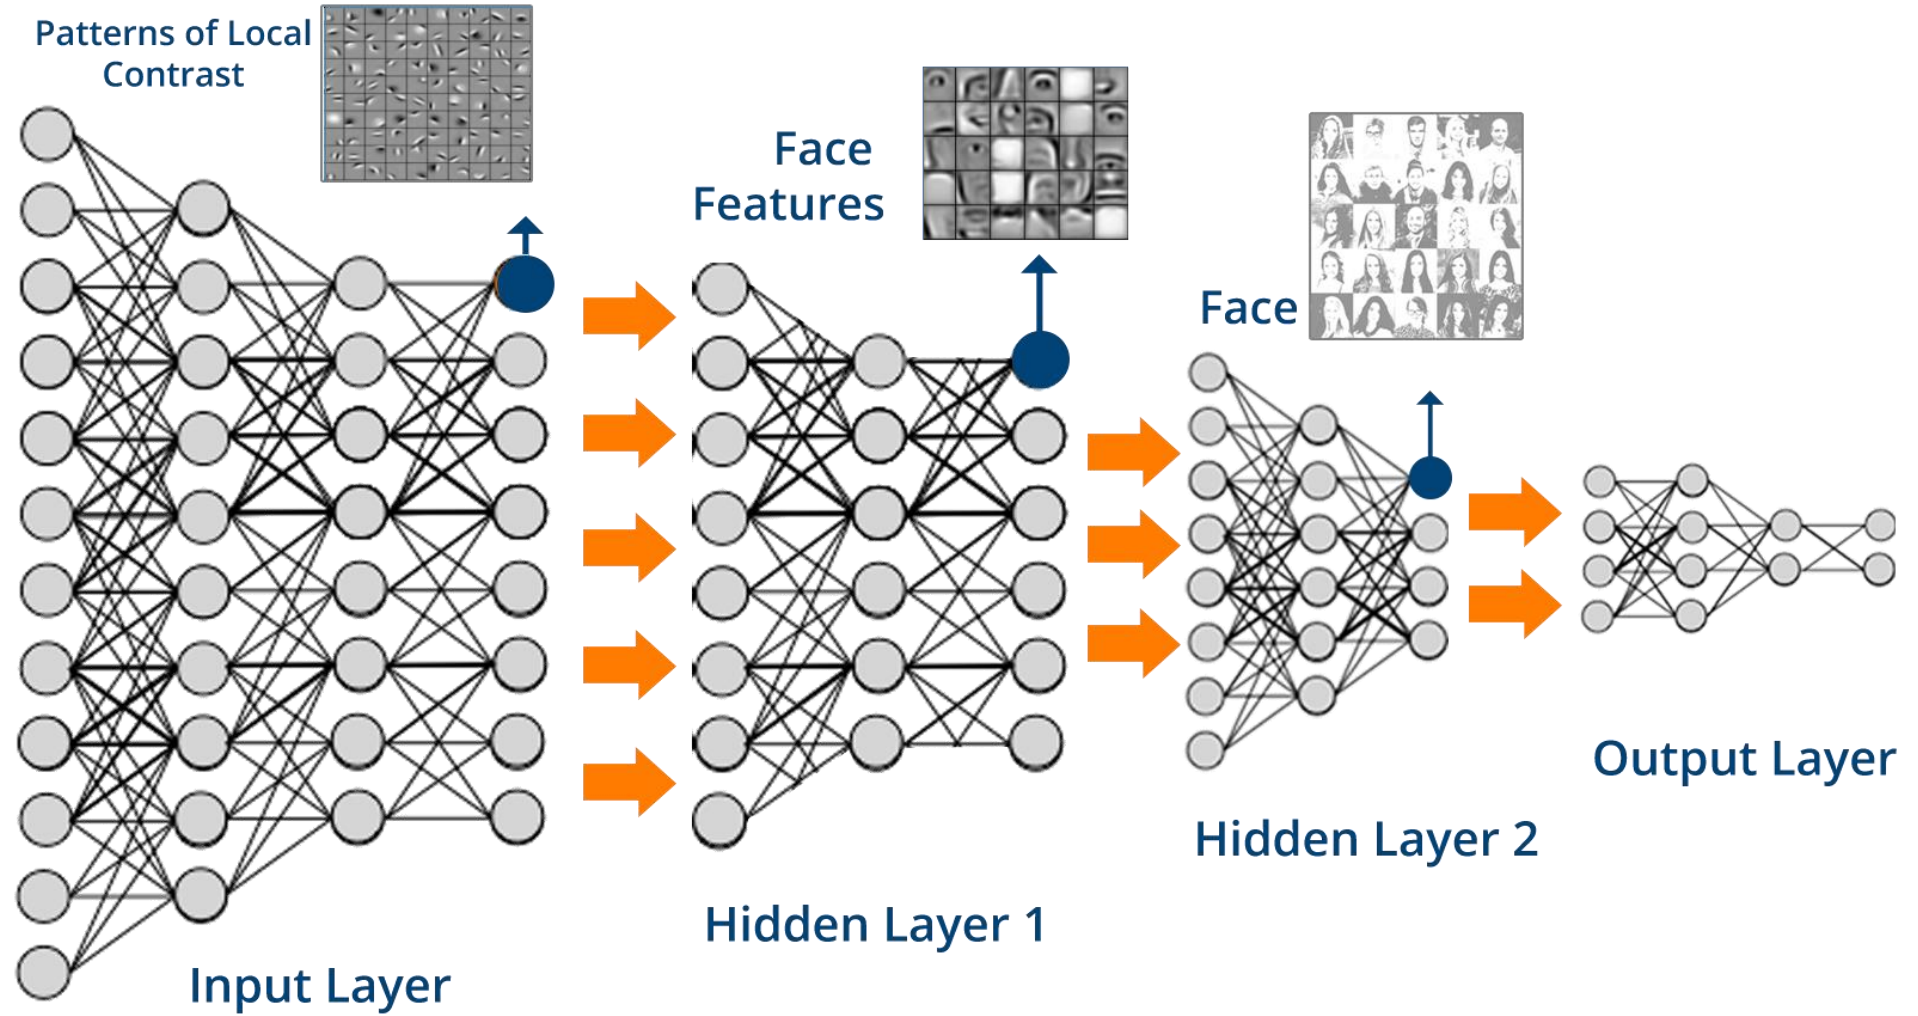 Patterns of Local
Contrast
Face
Features
Face
Input Layer
Hidden Layer 1
Hidden Layer 2
Output Layer